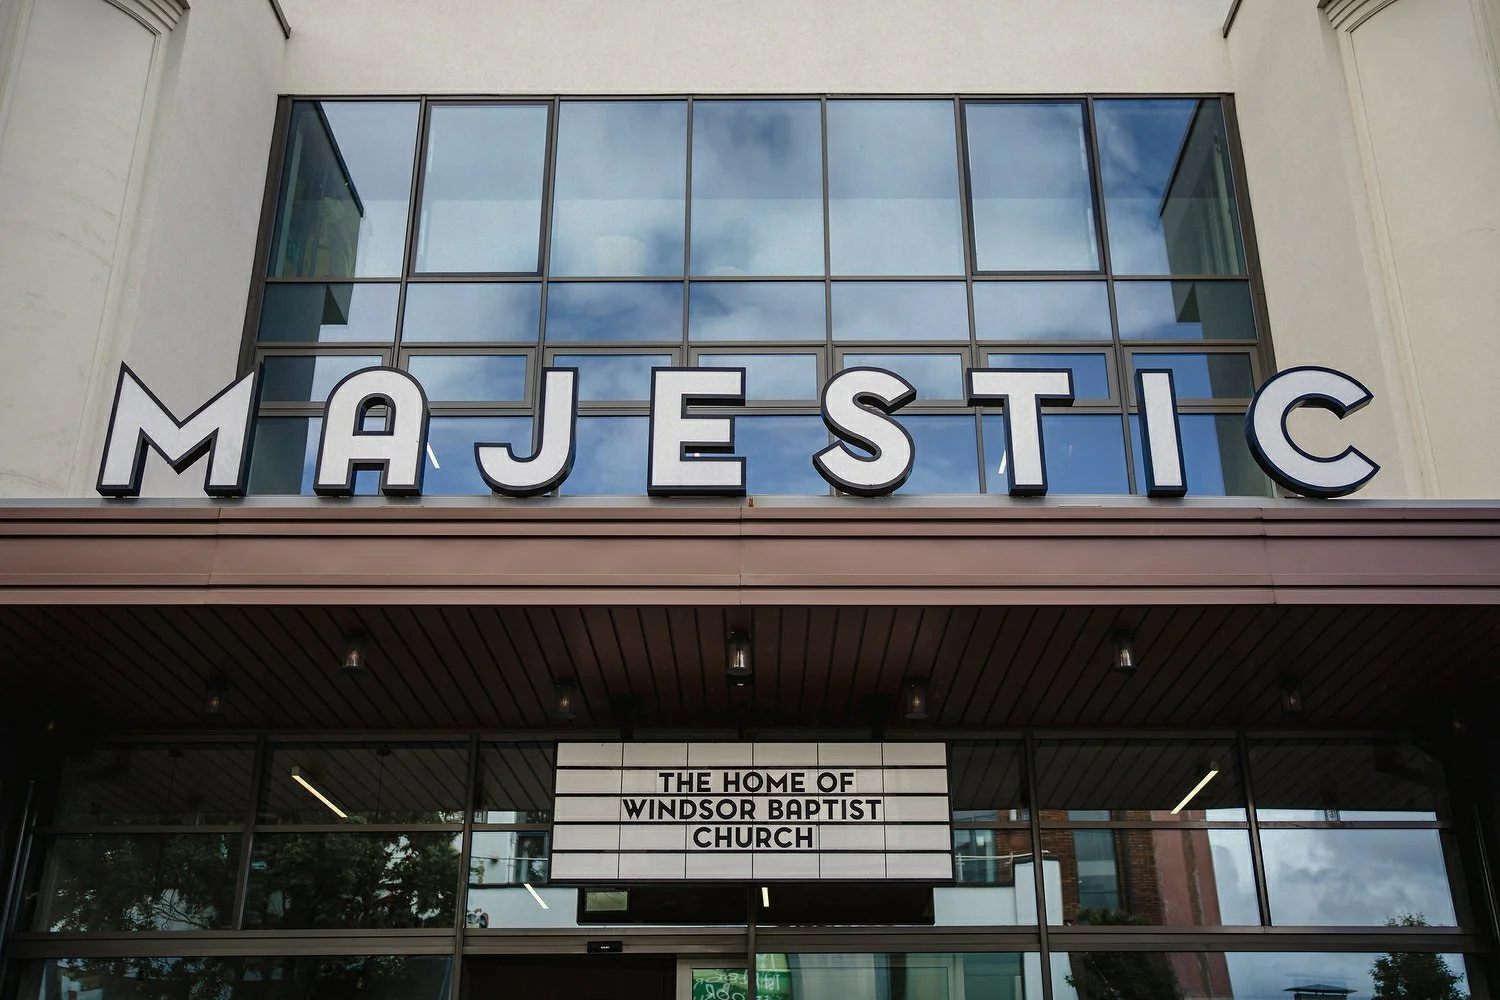 MAJESTIC
THE HOME OF
WINDSOR BAPTIST
CHURCH